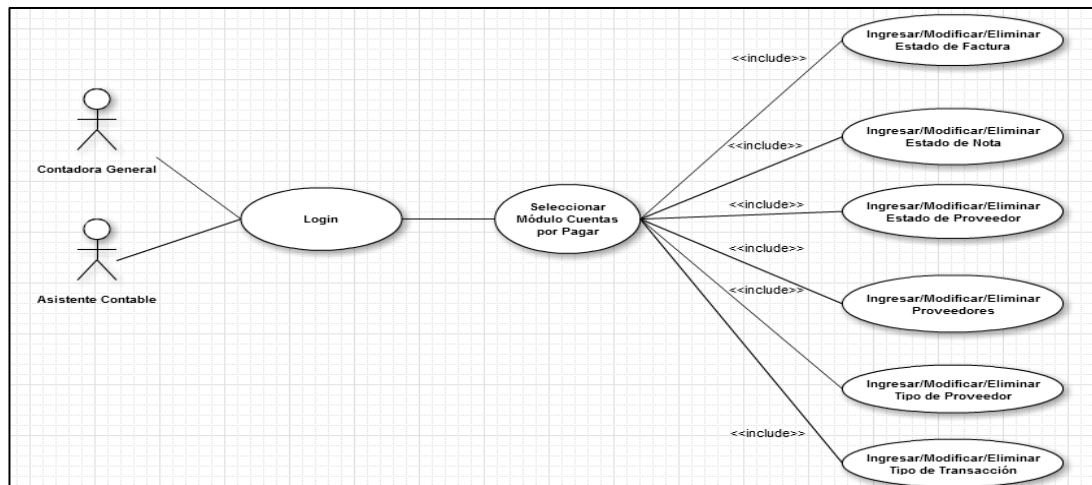 Ingresar/Modificar/Eliminar
Estado de Factura
<<include>>
Contadora General
<<include>>
Ingresar/Modificar/Eliminar
Estado de Nota
Login
Seleccionar
Módulo Cuentas
por Pagar
<<include>>
Ingresar/Modificar/Eliminar
Estado de Proveedor
Asistente Contable
<<include>>
Ingresar/Modificar/Eliminar
Proveedores
<<include>>
Ingresar/Modificar/Eliminar
Tipo de Proveedor
<<include>>
Ingresar/Modificar/Eliminar
Tipo de Transacción